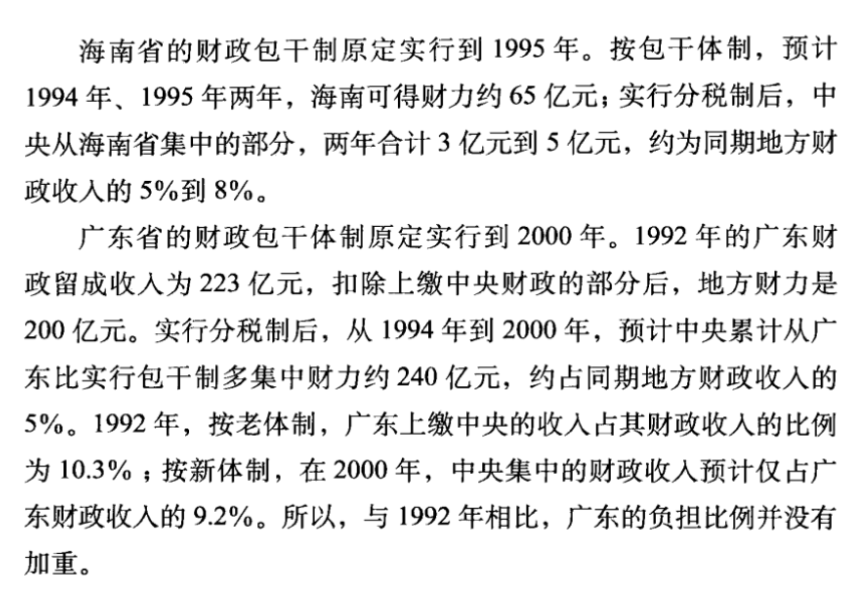 海南省的财政包干制原定实行到 1995 年。按包干体制，预计
1994 年、1995 年两年，海南可得财力约 65 亿元；实行分税制后，中
央从海南省集中的部分，两年合计 3 亿元到 5 亿元，约为同期地方财
政收入的 5%到 8%。
广东省的财政包干体制原定实行到 2000 年。1992 年的广东财
政留成收入为 223 亿元，扣除上缴中央财政的部分后，地方财力是
200 亿元。实行分税制后，从 1994 年到 2000 年，预计中央累计从广
东比实行包干制多集中财力约 240 亿元，约占同期地方财政收入的
5%。1992 年，按老体制，广东上缴中央的收入占其财政收入的比例
为 10.3%；按新体制，在 2000 年，中央集中的财政收入预计仅占广
东财政收入的 9.2%。所以，与 1992 年相比，广东的负担比例并没有
加重。